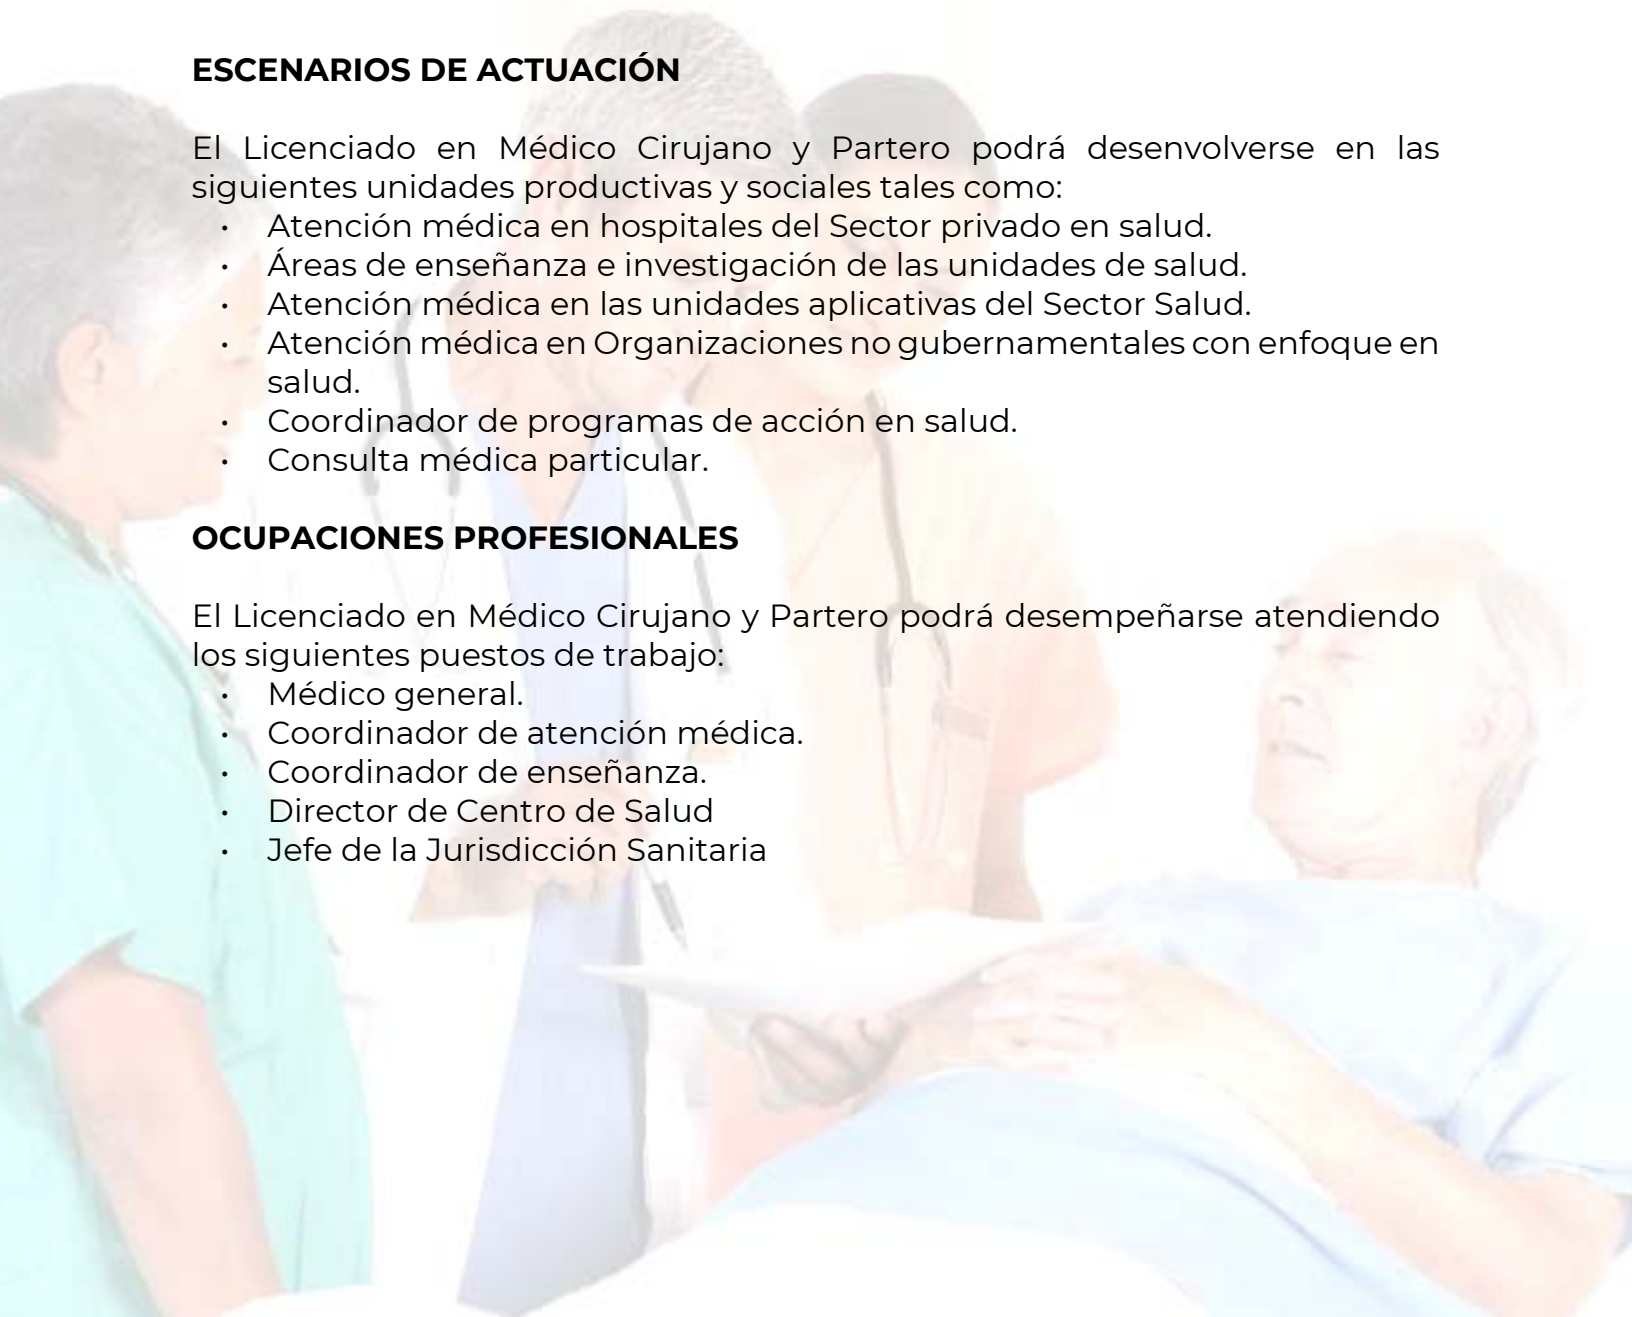 ESCENARIOS DE ACTUACIÓN
El Licenciado en Médico Cirujano y Partero podrá desenvolverse en las
siguientes unidades productivas y sociales tales como:
• Atención médica en hospitales del Sector privado en salud.
• Áreas de enseñanza e investigación de las unidades de salud.
• Atención médica en las unidades aplicativas del Sector Salud.
• Atención médica en Organizaciones no gubernamentales con enfoque en
salud.
• Coordinador de programas de acción en salud.
• Consulta médica particular.
OCUPACIONES PROFESIONALES
El Licenciado en Médico Cirujano y Partero podrá desempeñarse atendiendo
los siguientes puestos de trabajo:
• Médico general.
• Coordinador de atención médica.
• Coordinador de enseñanza.
• Director de Centro de Salud
• Jefe de la Jurisdicción Sanitaria